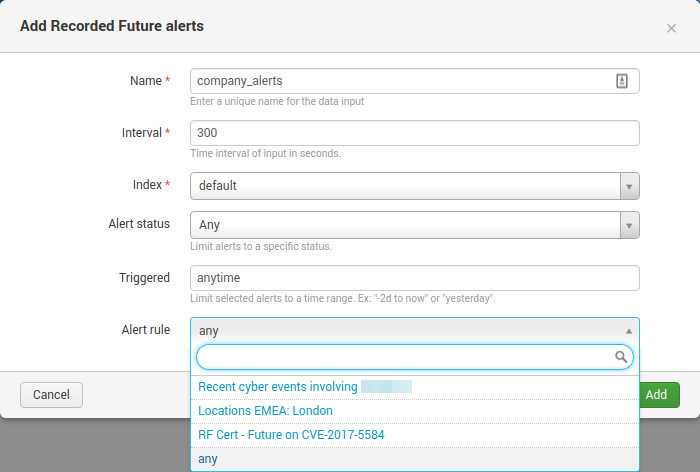 Add Recorded Future alerts ×
Name * company_alerts
Enter a unique name for the data input
Interval * 300
Time interval of input in seconds.
Index * default
Alert status Any
Limit alerts to a specific status.
Triggered anytime
Limit selected alerts to a time range. Ex: "-2d to now" or "yesterday".
Alert rule any
Recent cyber events involving
Locations EMEA: London
RF Cert - Future on CVE-2017-5584
any
Cancel Add